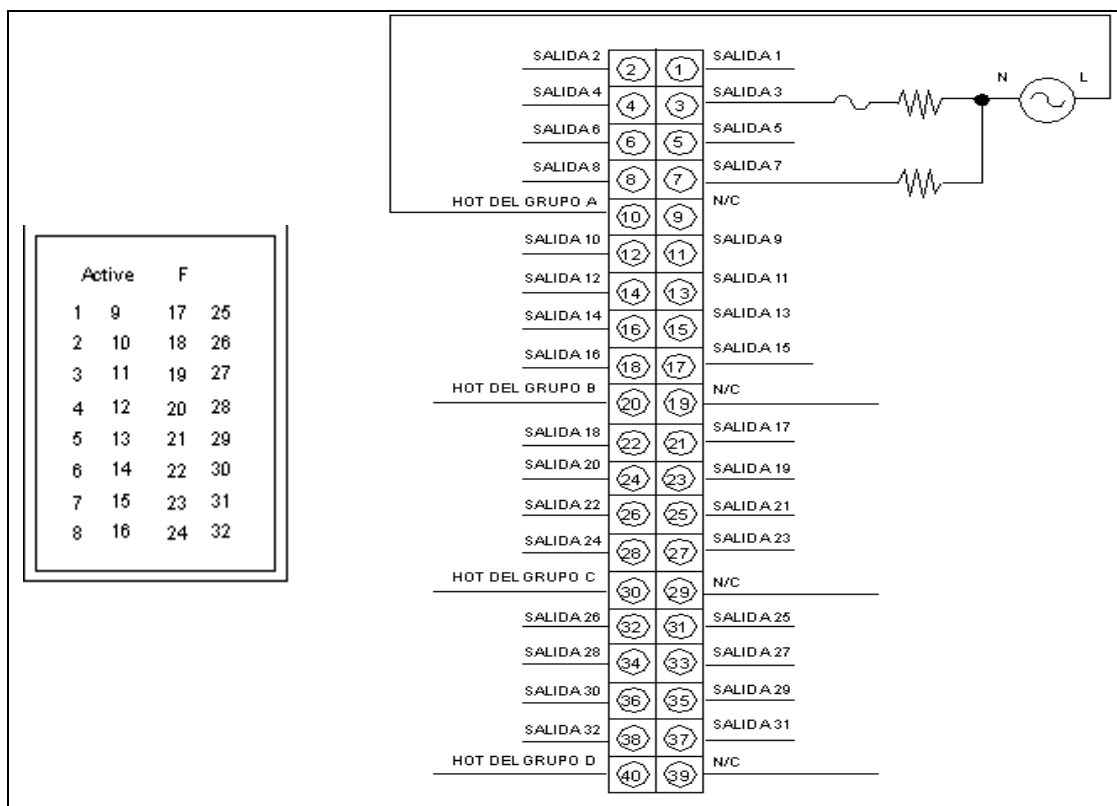 SALIDA 2 2 1 SALIDA 1
N L
SALIDA 4 4 3 SALIDA 3
SALIDA 6 6 5 SALIDA 5
SALIDA 8 8 7 SALIDA 7
HOT DEL GRUPO A 10 9 N/C
SALIDA 10 12 11 SALIDA 9
SALIDA 12 14 13 SALIDA 11
SALIDA 14 16 15 SALIDA 13
SALIDA 16 18 17 SALIDA 15
HOT DEL GRUPO B 20 19 N/C
SALIDA 18 22 21 SALIDA 17
SALIDA 20 24 23 SALIDA 19
SALIDA 22 26 25 SALIDA 21
SALIDA 24 28 27 SALIDA 23
HOT DEL GRUPO C 30 29 N/C
SALIDA 26 32 31 SALIDA 25
SALIDA 28 34 33 SALIDA 27
SALIDA 30 36 35 SALIDA 29
SALIDA 32 38 37 SALIDA 31
HOT DEL GRUPO D 40 39 N/C
Active F
1 9 17 25
2 10 18 26
3 11 19 27
4 12 20 28
5 13 21 29
6 14 22 30
7 15 23 31
8 16 24 32